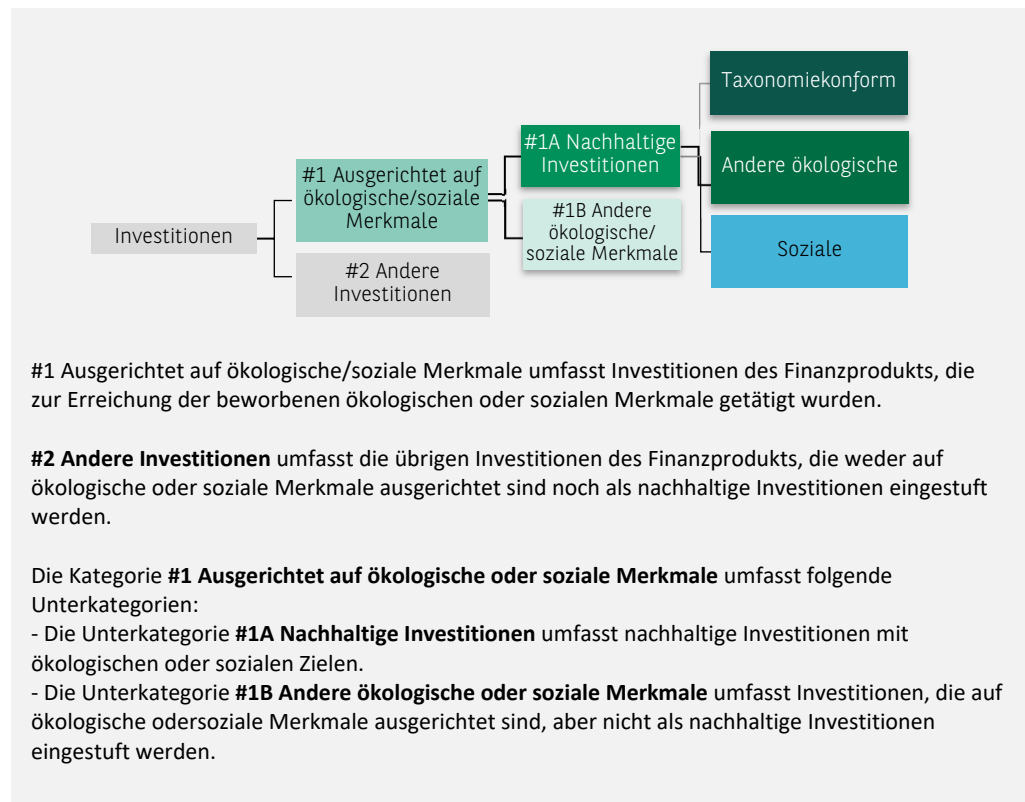 Taxonomiekonform
#1A Nachhaltige
Investitionen
Andere ökologische
#1 Ausgerichtet auf
ökologische/soziale
Merkmale
#1B Andere
ökologische/
soziale Merkmale
Investitionen
Soziale
#2 Andere
Investitionen
#1 Ausgerichtet auf ökologische/soziale Merkmale umfasst Investitionen des Finanzprodukts, die
zur Erreichung der beworbenen ökologischen oder sozialen Merkmale getätigt wurden.
#2 Andere Investitionen umfasst die übrigen Investitionen des Finanzprodukts, die weder auf
ökologische oder soziale Merkmale ausgerichtet sind noch als nachhaltige Investitionen eingestuft
werden.
Die Kategorie #1 Ausgerichtet auf ökologische oder soziale Merkmale umfasst folgende
Unterkategorien:
- Die Unterkategorie #1A Nachhaltige Investitionen umfasst nachhaltige Investitionen mit
ökologischen oder sozialen Zielen.
- Die Unterkategorie #1B Andere ökologische oder soziale Merkmale umfasst Investitionen, die auf
ökologische odersoziale Merkmale ausgerichtet sind, aber nicht als nachhaltige Investitionen
eingestuft werden.